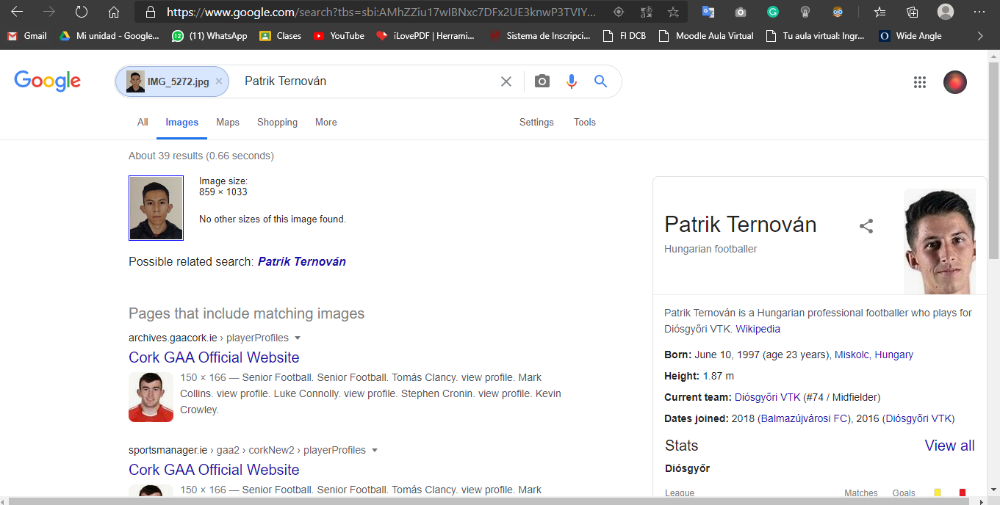 https://www.google.com/search?tbs=sbi:AMhZZiu17wIBNxc7DFx2UE3knwP3TVIY...
Gmail Mi unidad - Google... (11) WhatsApp Clases YouTube iLovePDF | Herrami... Sistema de Inscripci... FI DCB Moodle Aula Virtual Tu aula virtual: Ingr... Wide Angle
Google IMG_5272.jpg × Patrik Ternován
All Images Maps Shopping More Settings Tools
About 39 results (0.66 seconds)
Image size:
859 × 1033
No other sizes of this image found.
Possible related search: Patrik Ternován
Pages that include matching images
archives.gaacork.ie › playerProfiles
Cork GAA Official Website
150 × 166 — Senior Football. Senior Football. Tomás Clancy. view profile. Mark
Collins. view profile. Luke Connolly. view profile. Stephen Cronin. view profile. Kevin
Crowley.
sportsmanager.ie › gaa2 › corkNew2 › playerProfiles
Cork GAA Official Website
150 × 166 — Senior Football. Senior Football. Tomás Clancy. view profile. Mark
Patrik Ternován
Hungarian footballer
Patrik Ternován is a Hungarian professional footballer who plays for
Diósgyőri VTK. Wikipedia
Born: June 10, 1997 (age 23 years), Miskolc, Hungary
Height: 1.87 m
Current team: Diósgyőri VTK (#74 / Midfielder)
Dates joined: 2018 (Balmazújvárosi FC), 2016 (Diósgyőri VTK)
Stats View all
Diósgyőr
League Matches Goals